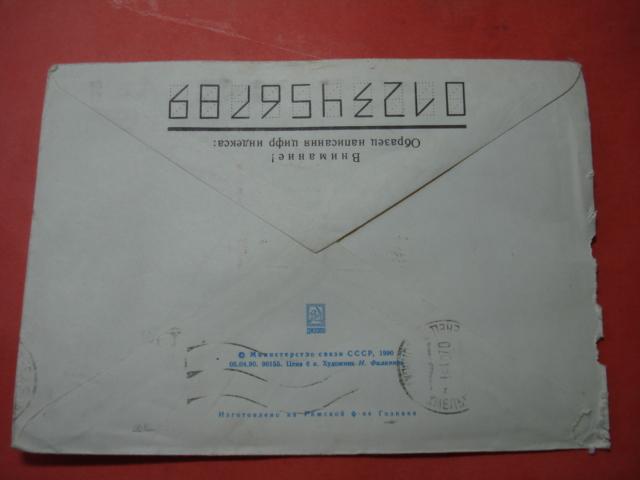 Внимание!
Образец написания цифр индекса:
0123456789
© Министерство связи СССР, 1990
05.04.90. 90155. Цена 6 к. Художник Н.
Изготовлено на Рижской ф-ке Гознака